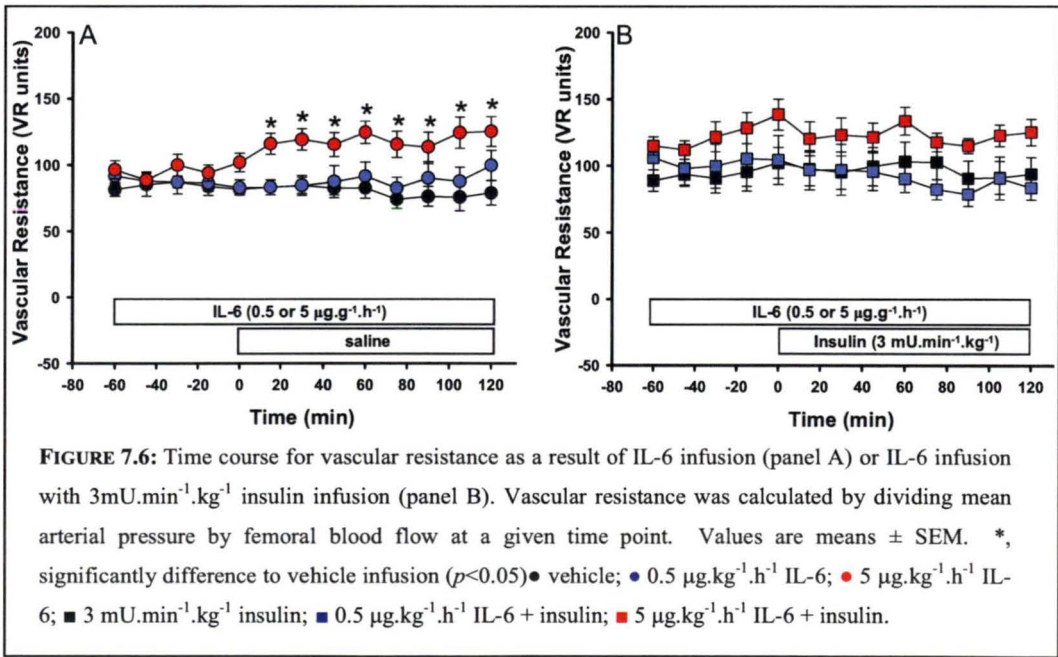 A
200
150
100
50
0
-50
Vascular Resistance (VR units)
* * * * * * * *
IL-6 (0.5 or 5 µg.g⁻¹.h⁻¹)
saline
-80 -60 -40 -20 0 20 40 60 80 100 120
Time (min)
B
200
150
100
50
0
-50
Vascular Resistance (VR units)
IL-6 (0.5 or 5 µg.g⁻¹.h⁻¹)
Insulin (3 mU.min⁻¹.kg⁻¹)
-80 -60 -40 -20 0 20 40 60 80 100 120
Time (min)
FIGURE 7.6: Time course for vascular resistance as a result of IL-6 infusion (panel A) or IL-6 infusion
with 3mU.min⁻¹.kg⁻¹ insulin infusion (panel B). Vascular resistance was calculated by dividing mean
arterial pressure by femoral blood flow at a given time point. Values are means ± SEM. *,
significantly difference to vehicle infusion (p<0.05)● vehicle; ● 0.5 µg.kg⁻¹.h⁻¹ IL-6; ● 5 µg.kg⁻¹.h⁻¹ IL-
6; ■ 3 mU.min⁻¹.kg⁻¹ insulin; ■ 0.5 µg.kg⁻¹.h⁻¹ IL-6 + insulin; ■ 5 µg.kg⁻¹.h⁻¹ IL-6 + insulin.